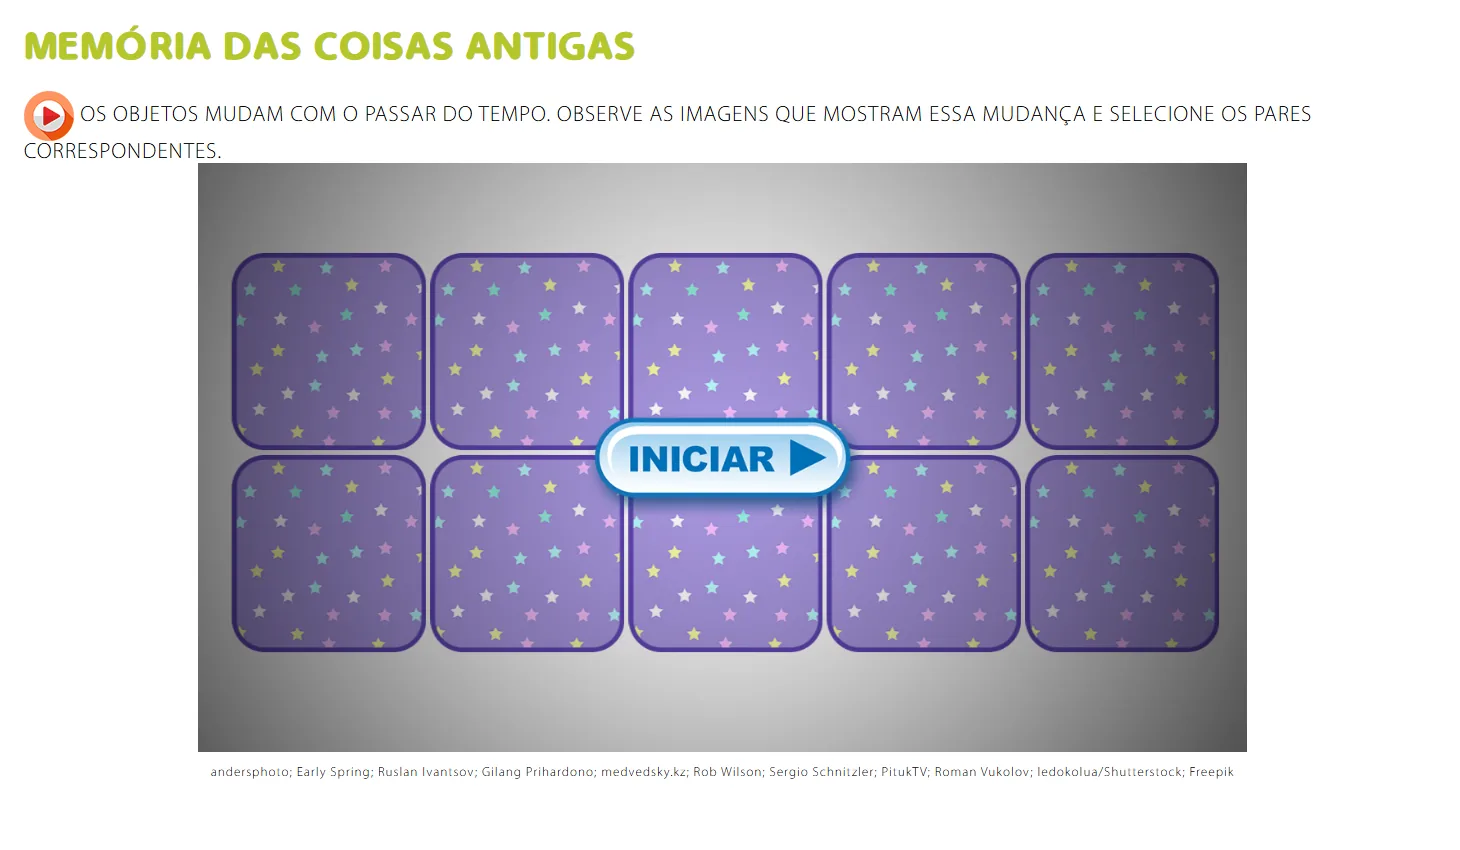 MEMÓRIA DAS COISAS ANTIGAS
OS OBJETOS MUDAM COM O PASSAR DO TEMPO. OBSERVE AS IMAGENS QUE MOSTRAM ESSA MUDANÇA E SELECIONE OS PARES
CORRESPONDENTES.
INICIAR
andersphoto; Early Spring; Ruslan Ivantsov; Gilang Prihardono; medvedsky.kz; Rob Wilson; Sergio Schnitzler; PitukTV; Roman Vukolov; ledokolua/Shutterstock; Freepik